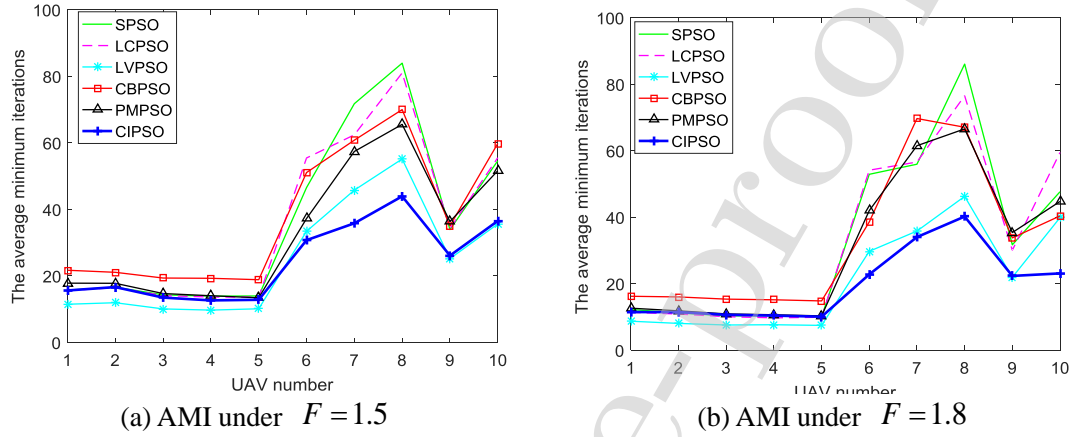 100
80
60
40
20
0
The average minimum iterations
SPSO
LCPSO
LVPSO
CBPSO
PMPSO
CIPSO
1 2 3 4 5 6 7 8 9 10
UAV number
(a) AMI under F = 1.5
100
80
60
40
20
0
The average minimum iterations
SPSO
LCPSO
LVPSO
CBPSO
PMPSO
CIPSO
1 2 3 4 5 6 7 8 9 10
UAV number
(b) AMI under F = 1.8
e-proo